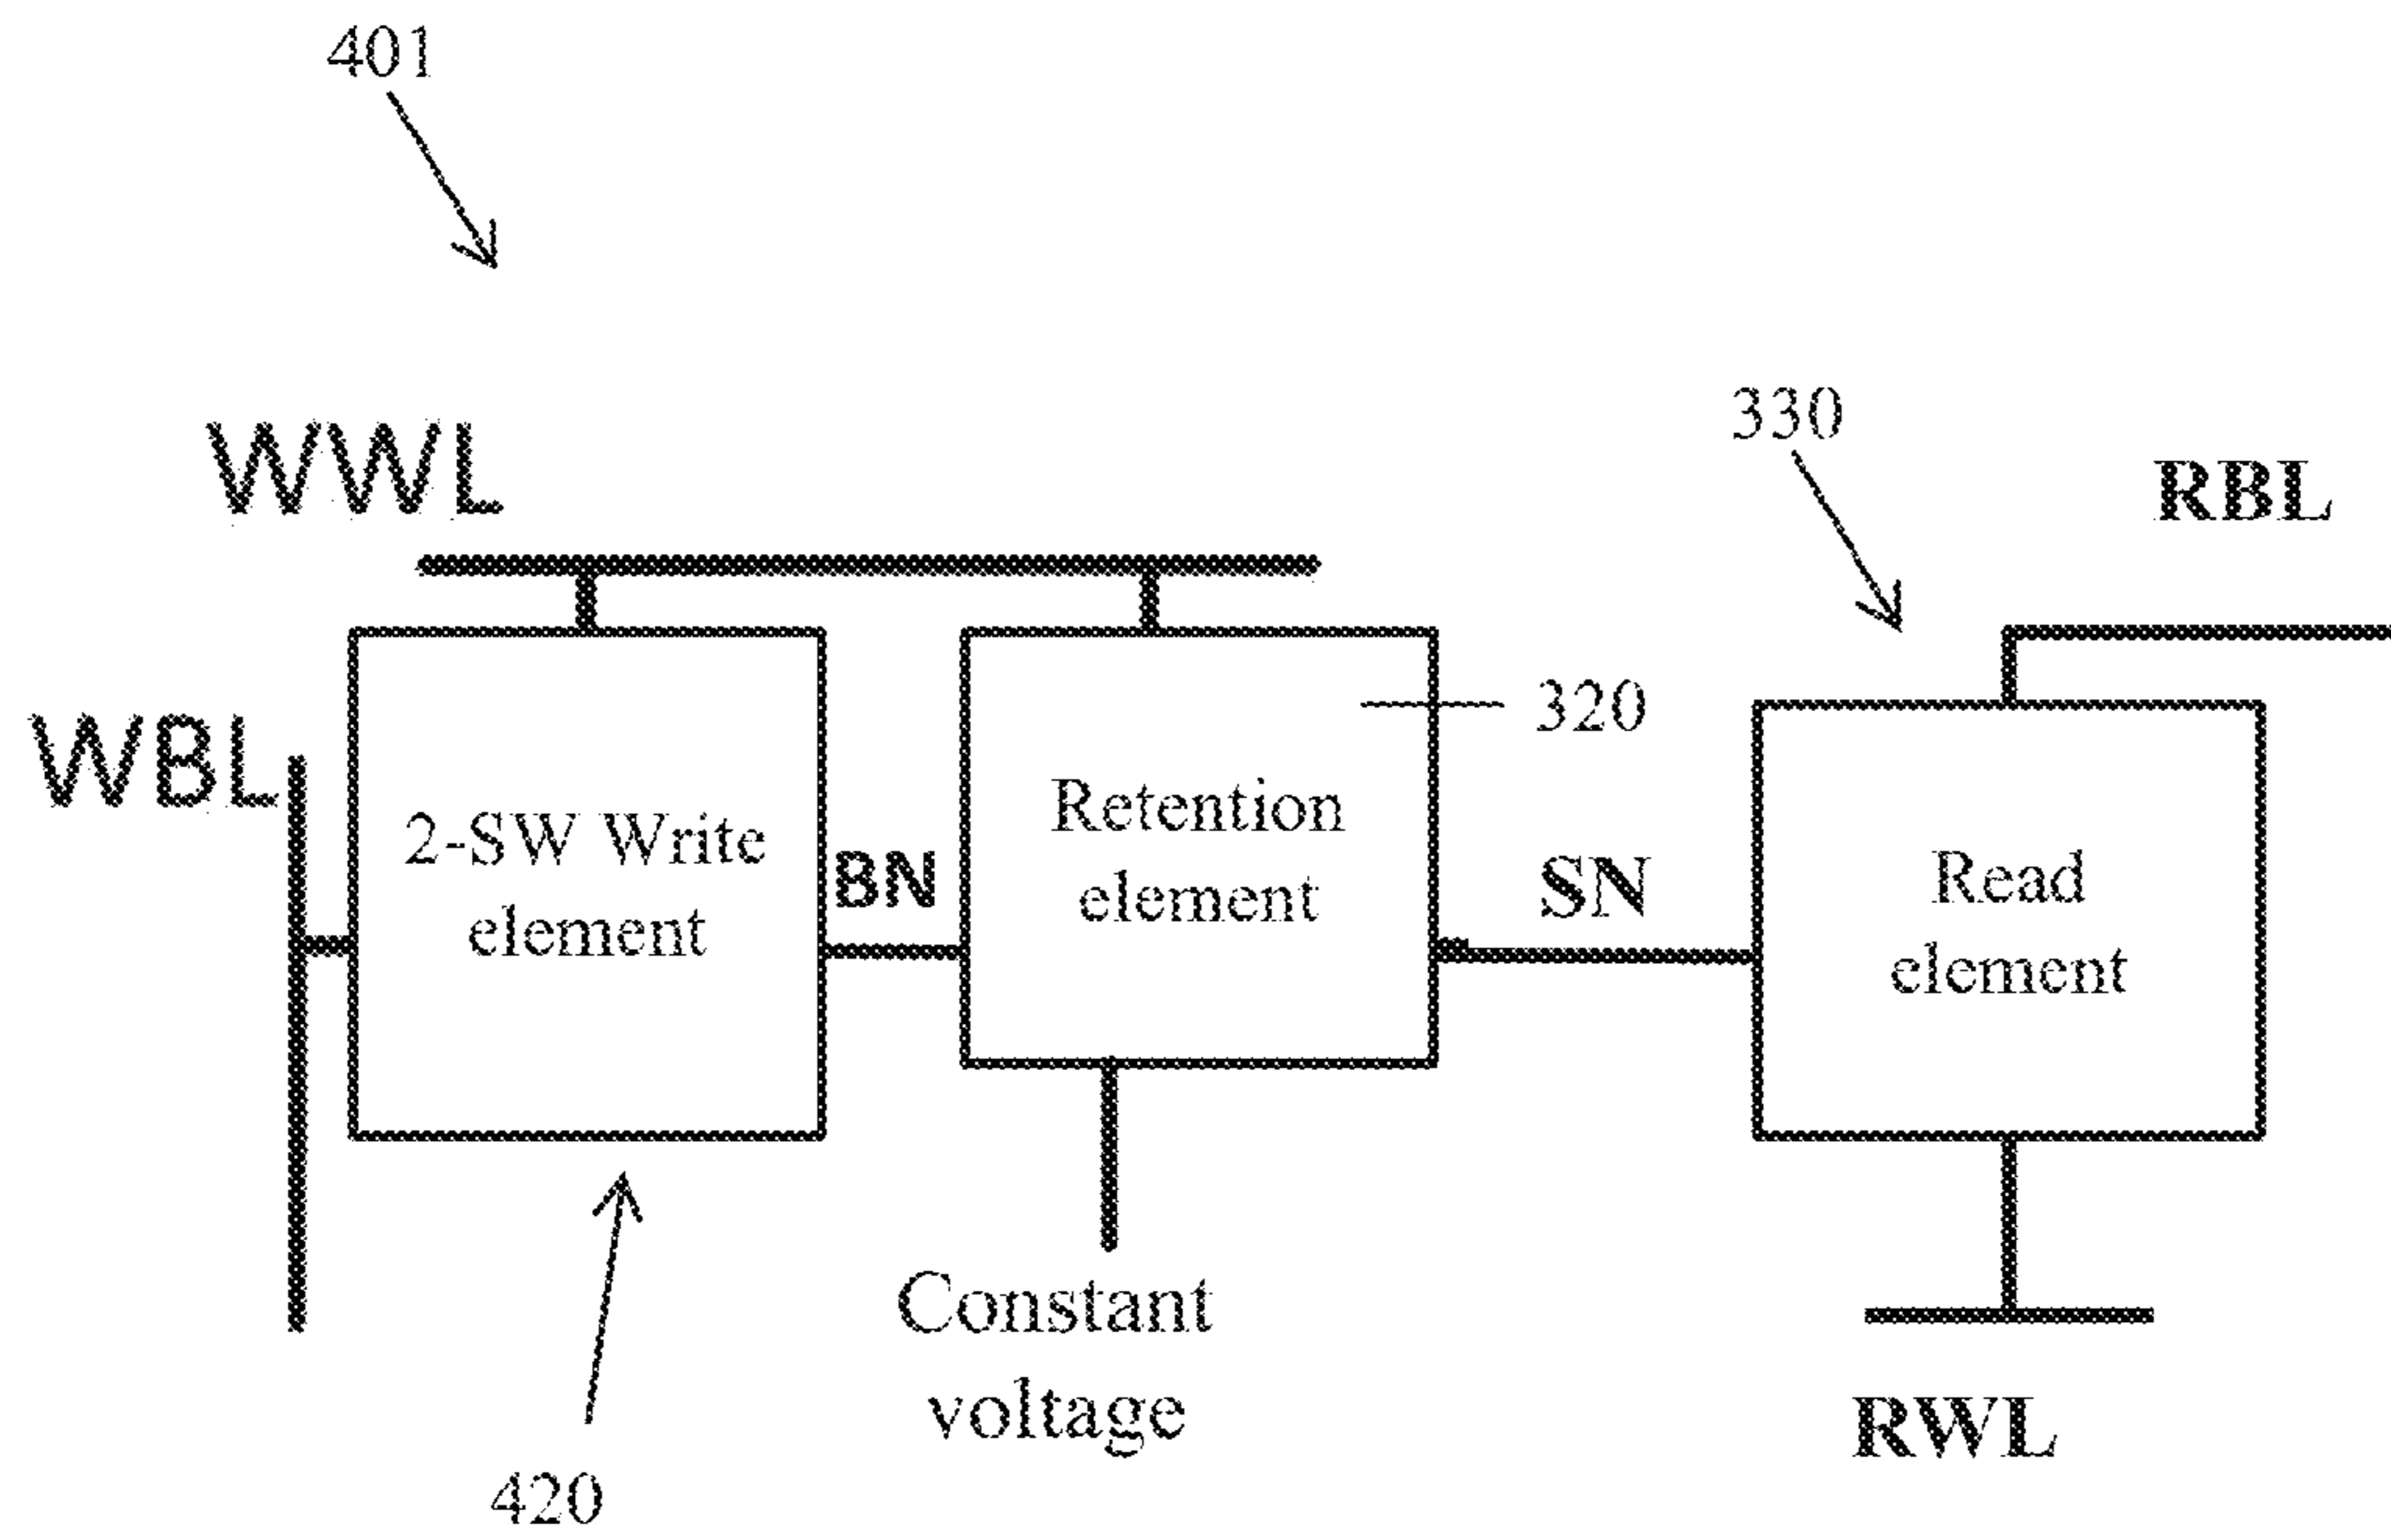 401
330
WWL
RBL
WBL
320
2-SW Write
element
BN
Retention
element
SN
Read
element
Constant
voltage
RWL
420